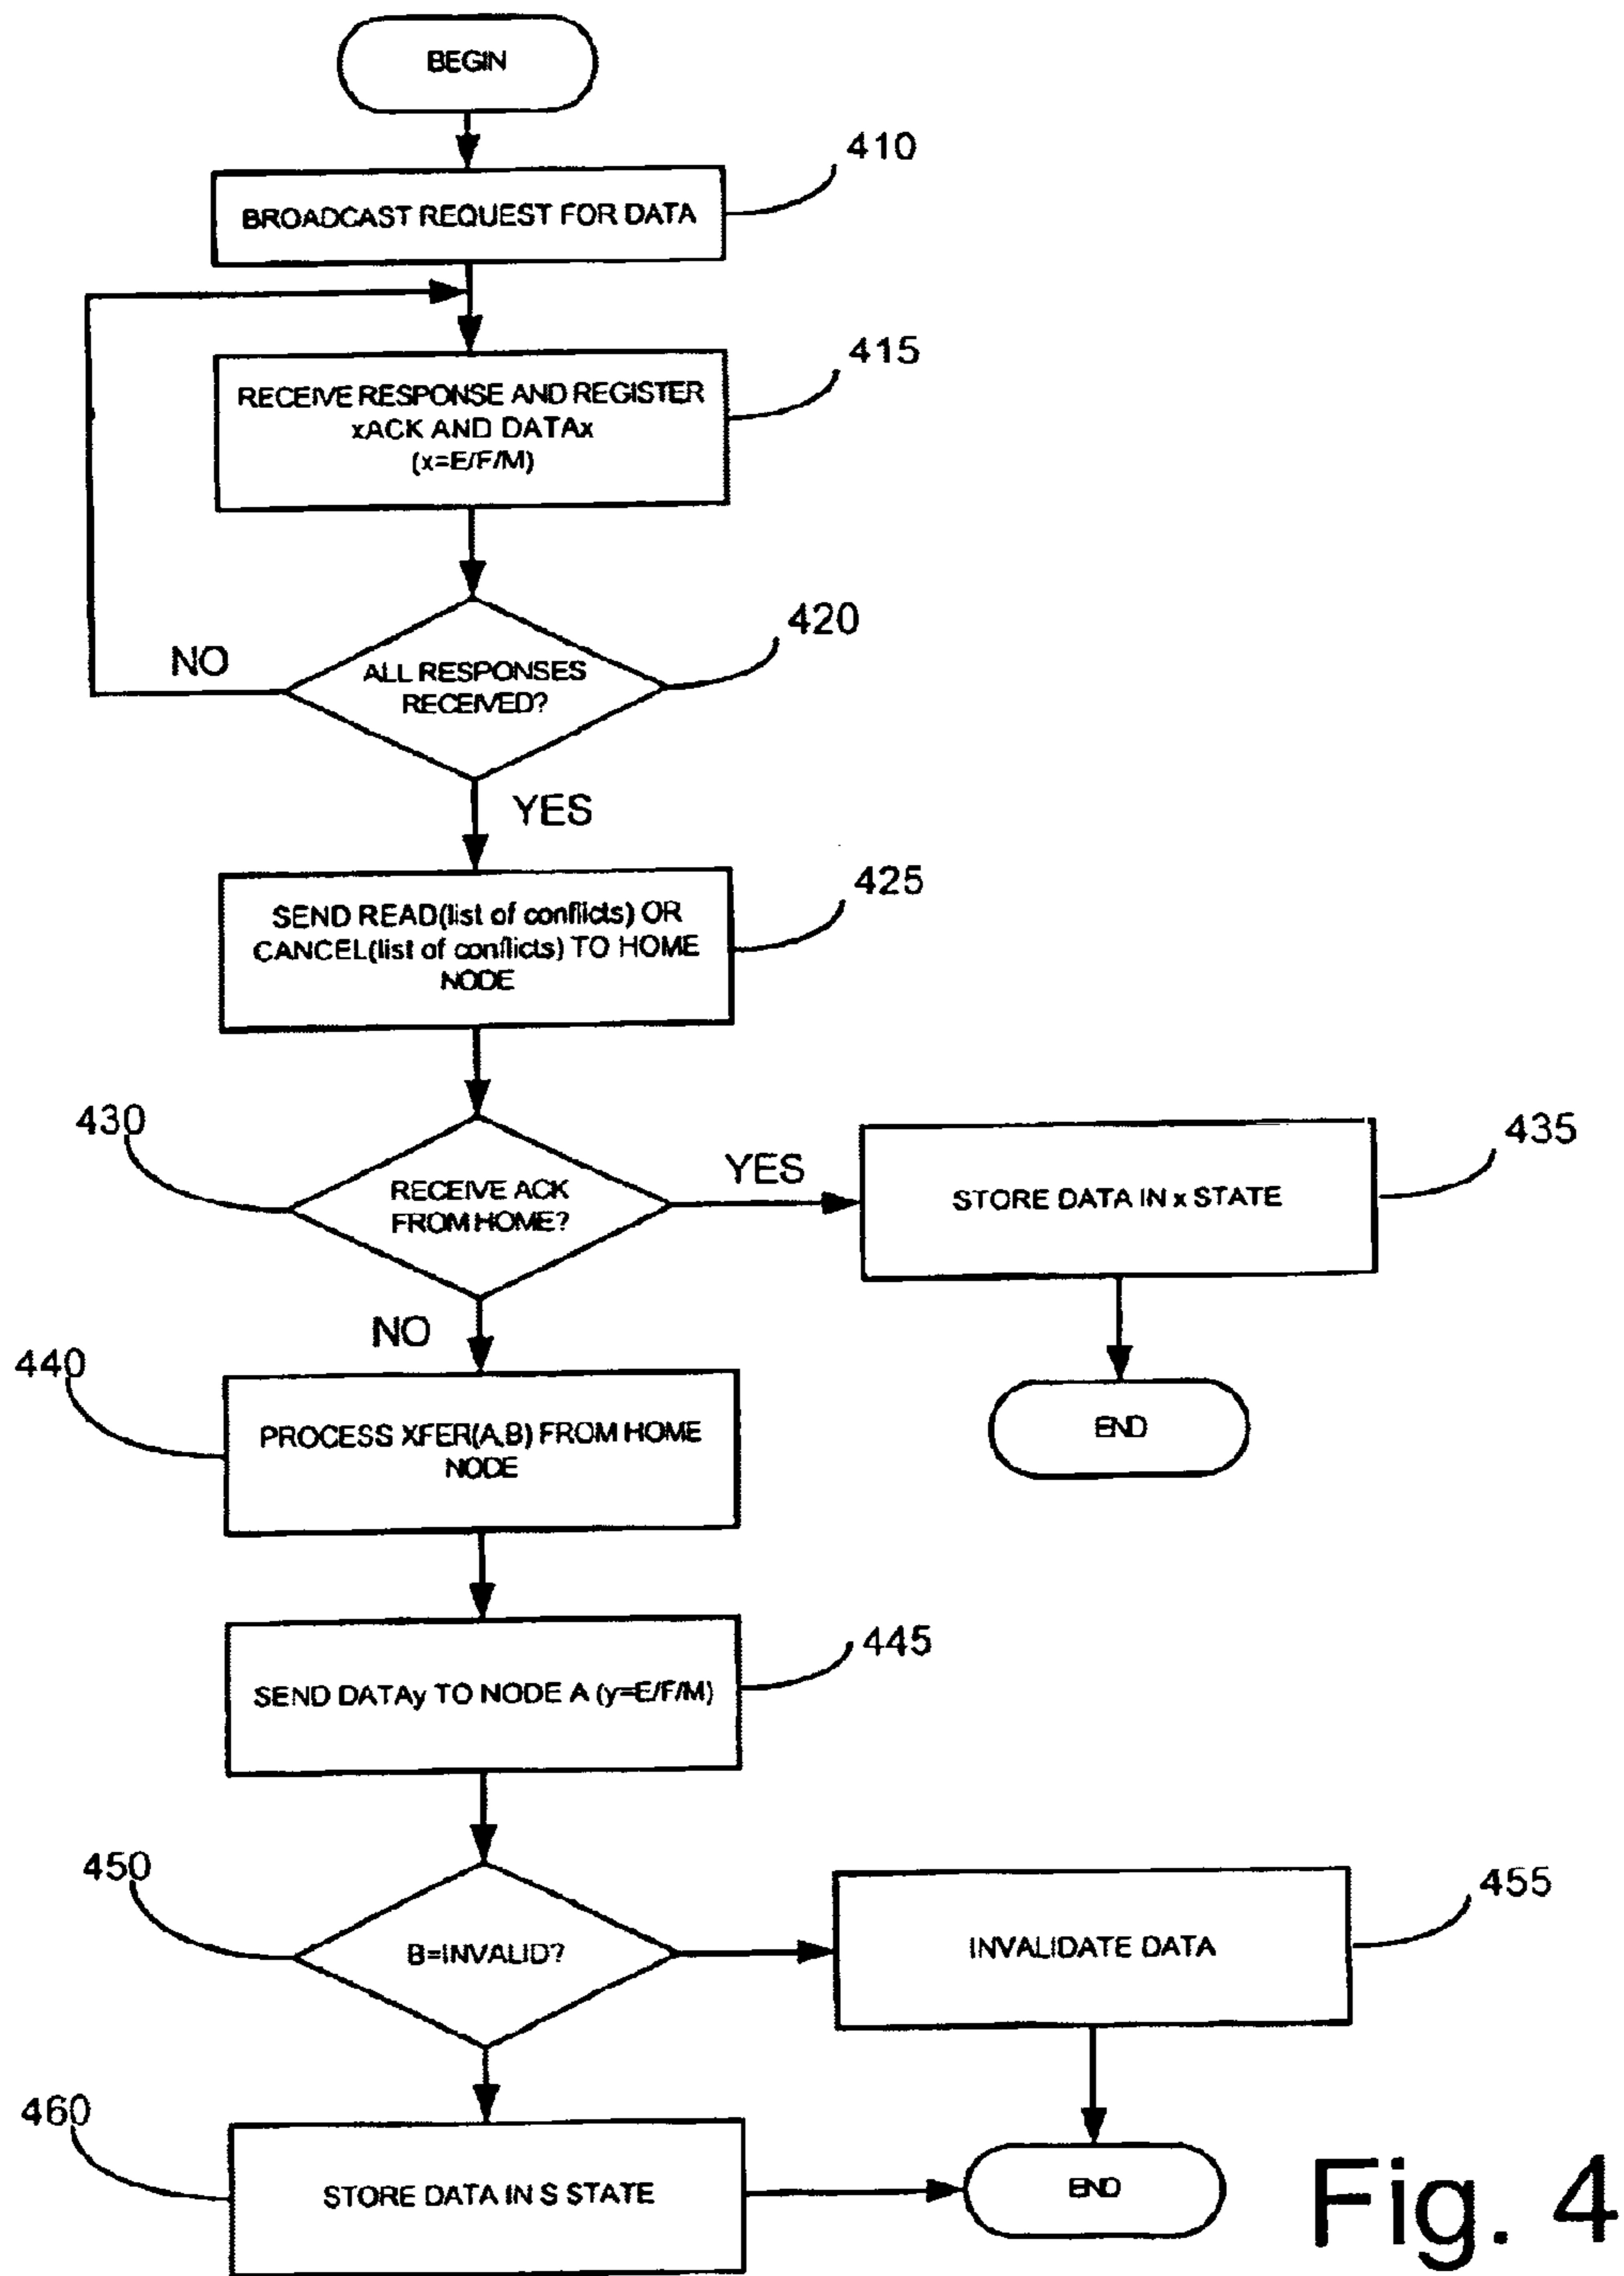 BEGIN
410
BROADCAST REQUEST FOR DATA
415
RECEIVE RESPONSE AND REGISTER
xACK AND DATAx
(x=E/F/M)
420
NO
ALL RESPONSES
RECEIVED?
YES
425
SEND READ(list of conflicts) OR
CANCEL(list of conflicts) TO HOME
NODE
430
RECEIVE ACK
FROM HOME?
YES
435
STORE DATA IN x STATE
NO
END
440
PROCESS XFER(A,B) FROM HOME
NODE
445
SEND DATAy TO NODE A (y=E/F/M)
450
B=INVALID?
455
INVALIDATE DATA
460
STORE DATA IN S STATE
END
Fig. 4